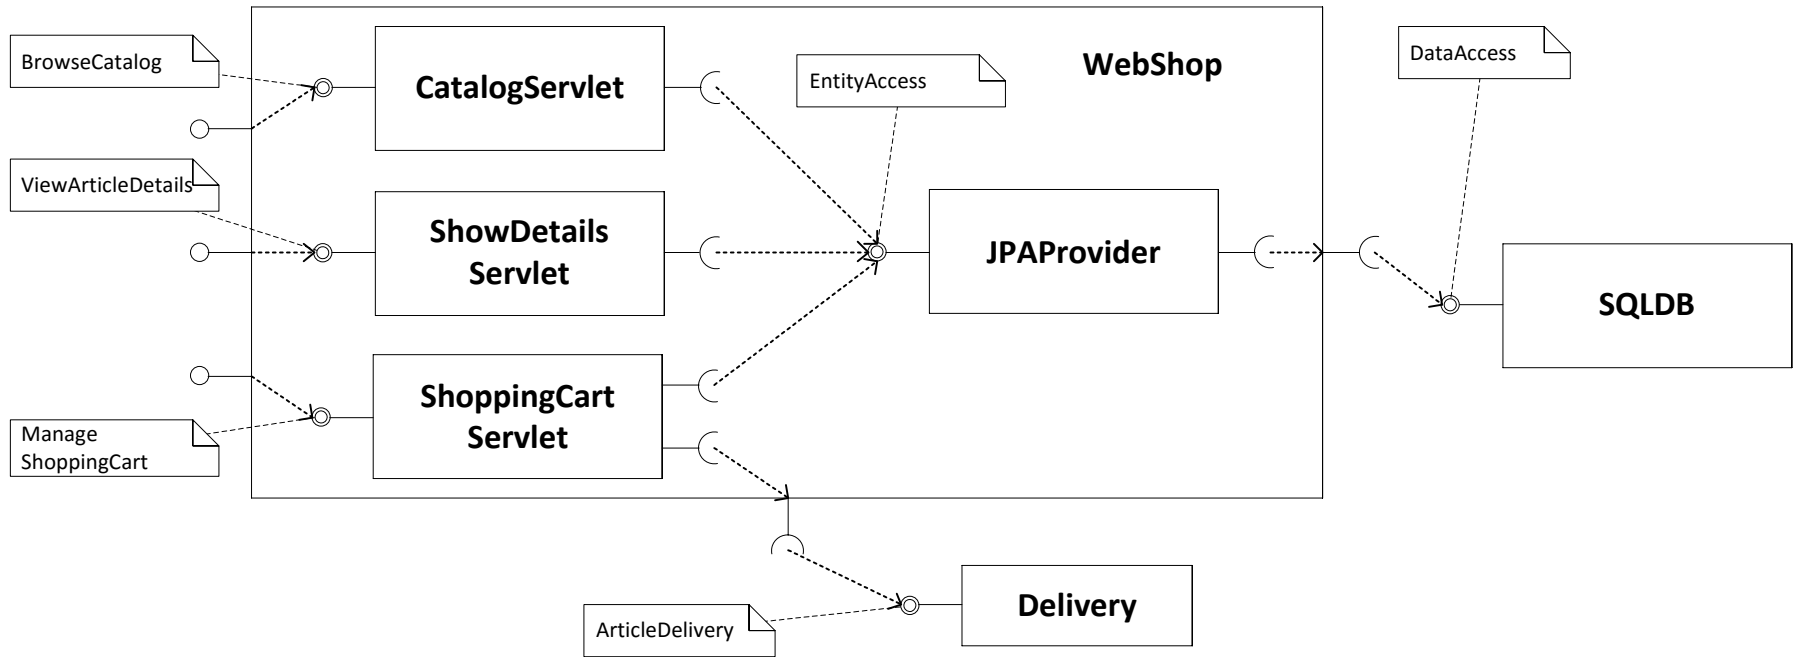 BrowseCatalog
CatalogServlet
EntityAccess
WebShop
DataAccess
ViewArticleDetails
ShowDetails
Servlet
JPAProvider
SQLDB
Manage
ShoppingCart
ShoppingCart
Servlet
ArticleDelivery
Delivery